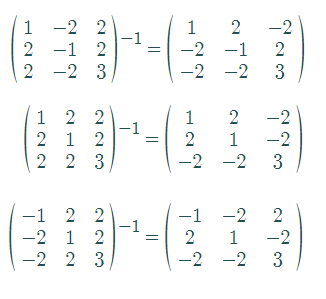 ( 1 −2 2 )−1 = ( 1 2 −2 )
( 2 −1 2 ) ( −2 −1 2 )
( 2 −2 3 ) ( −2 −2 3 )
( 1 2 2 )−1 = ( 1 2 −2 )
( 2 1 2 ) ( 2 1 −2 )
( 2 2 3 ) ( −2 −2 3 )
( −1 2 2 )−1 = ( −1 −2 2 )
( −2 1 2 ) ( 2 1 −2 )
( −2 2 3 ) ( −2 −2 3 )